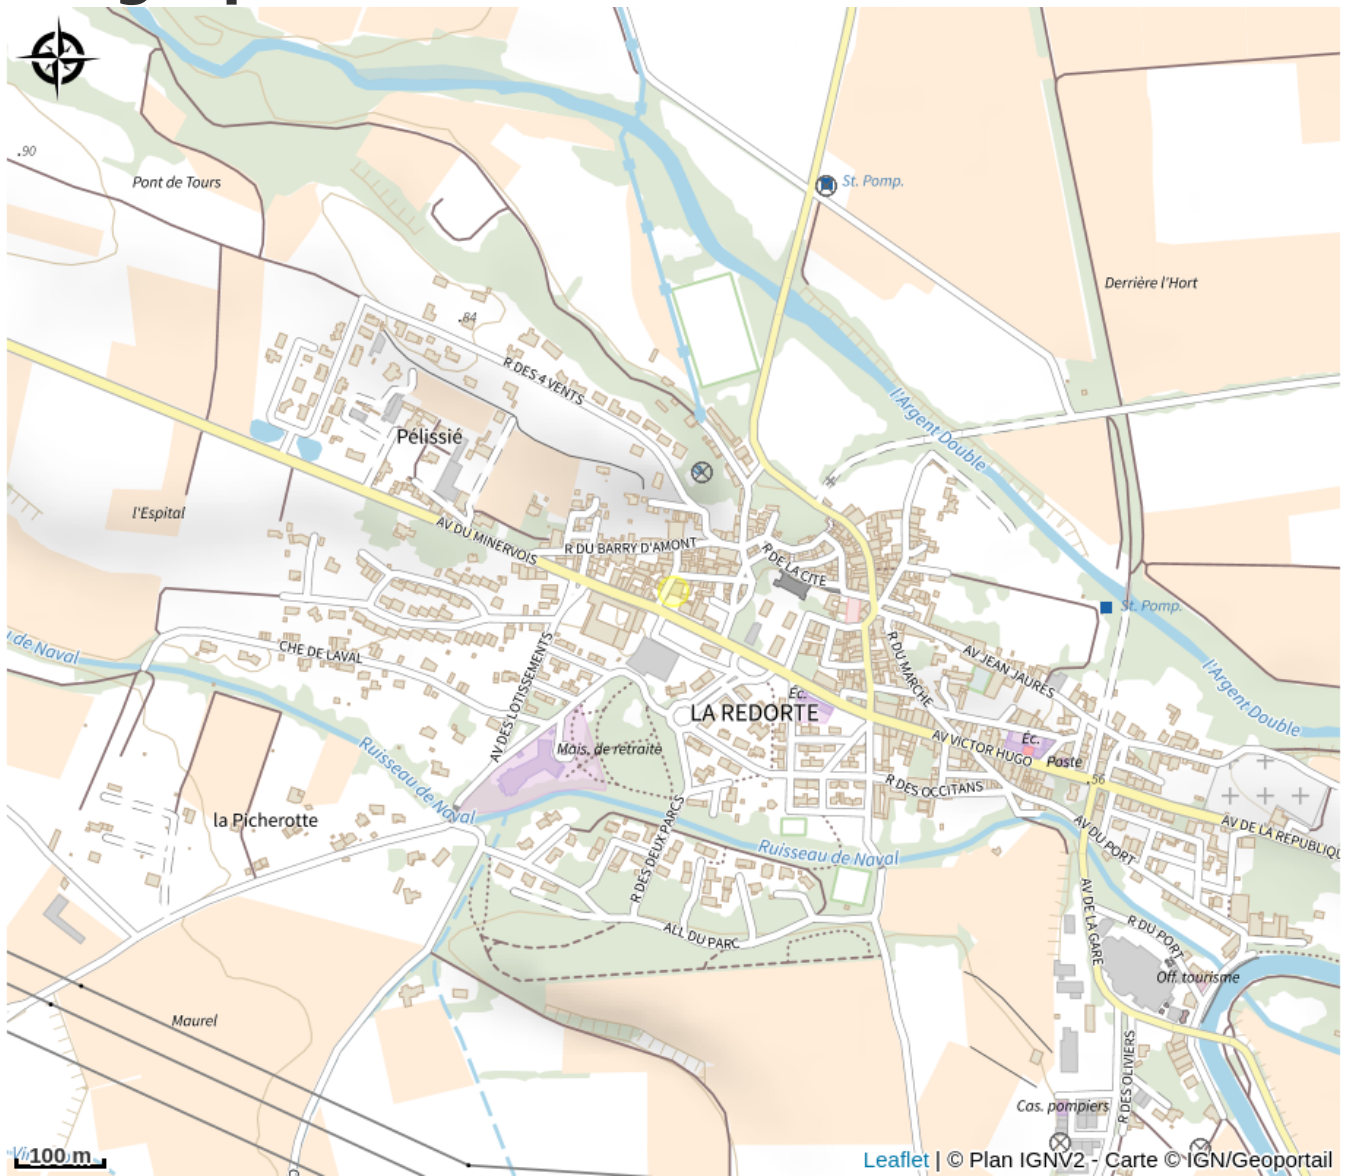 .90
Pont de Tours
St. Pomp.
Derrière l'Hort
.84
R DES 4 VENTS
l'Argent Double
Pélissié
l'Espital
AV DU MINERVOIS
R DU BARRY D'AMONT
R DE LA CITE
St. Pomp.
u de Naval
CHE DE LAVAL
AV DES LOTISSEMENTS
R DU MARCHE
AV JEAN JAURES
l'Argent Double
Éc.
LA REDORTE
Mais. de retraite
AV VICTOR HUGO
Éc.
Poste
.56
Ruisseau de Naval
R DES OCCITANS
la Picherotte
R DES DEUX PARCS
Ruisseau de Naval
AV DU PORT
AV DE LA REPUBLIQU
ALL DU PARC
AV DE LA GARE
R DU PORT
Off. tourisme
Maurel
R DES OLIVIERS
Cas. pompiers
100 m
Leaflet | © Plan IGNV2 - Carte © IGN/Geoportail